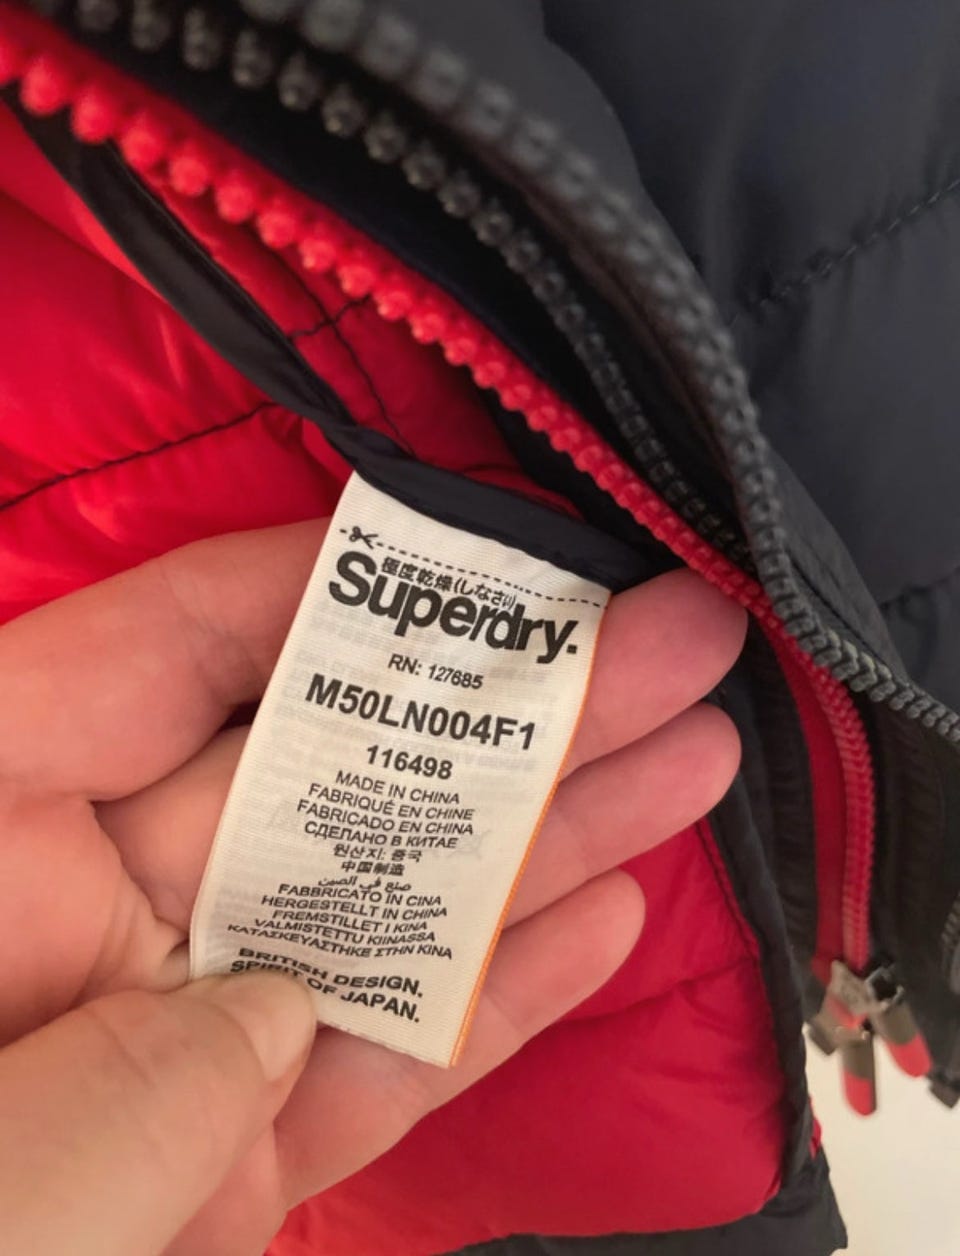 極度乾燥(しなさい)
Superdry.
RN: 127685
M50LN004F1
116498
MADE IN CHINA
FABRIQUÉ EN CHINE
FABRICADO EN CHINA
СДЕЛАНО В КИТАЕ
원산지: 중국
中国制造
صنع في الصين
FABBRICATO IN CINA
HERGESTELLT IN CHINA
FREMSTILLET I KINA
VALMISTETTU KIINASSA
ΚΑΤΑΣΚΕΥΑΣΤΗΚΕ ΣΤΗΝ ΚΙΝΑ
BRITISH DESIGN.
SPIRIT OF JAPAN.